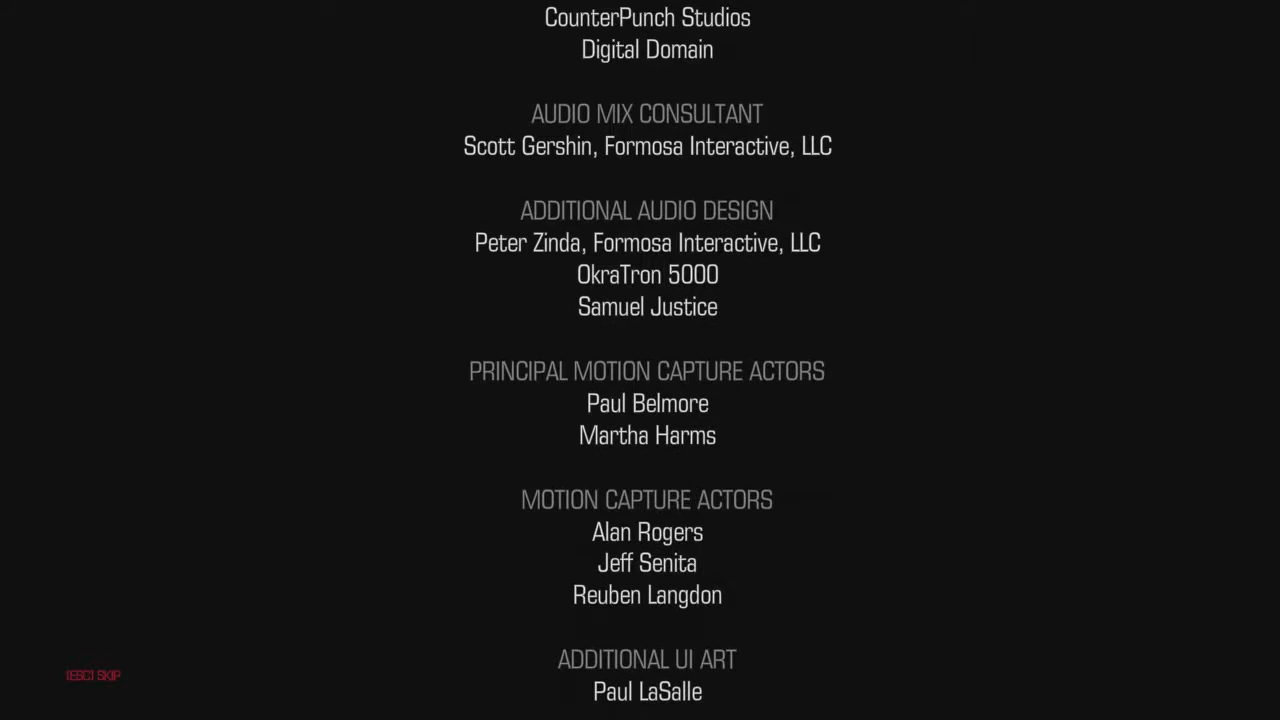 CounterPunch Studios
Digital Domain
AUDIO MIX CONSULTANT
Scott Gershin, Formosa Interactive, LLC
ADDITIONAL AUDIO DESIGN
Peter Zinda, Formosa Interactive, LLC
OkraTron 5000
Samuel Justice
PRINCIPAL MOTION CAPTURE ACTORS
Paul Belmore
Martha Harms
MOTION CAPTURE ACTORS
Alan Rogers
Jeff Senita
Reuben Langdon
ADDITIONAL UI ART
[ESC] SKIP
Paul LaSalle